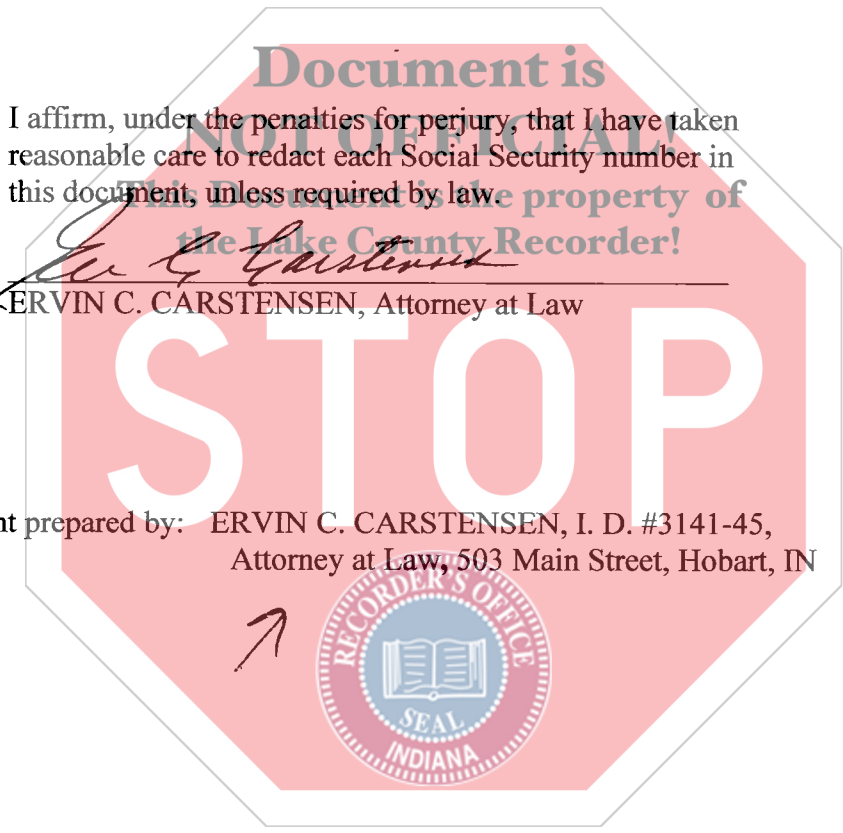 Document is
I affirm, under the penalties for perjury, that I have taken
NOT OFFICIAL!
reasonable care to redact each Social Security number in
this document, unless required by law.
This Document is the property of
the Lake County Recorder!
ERVIN C. CARSTENSEN, Attorney at Law
STOP
nt prepared by: ERVIN C. CARSTENSEN, I. D. #3141-45,
Attorney at Law, 503 Main Street, Hobart, IN
RECORDER'S OFFICE
SEAL
INDIANA